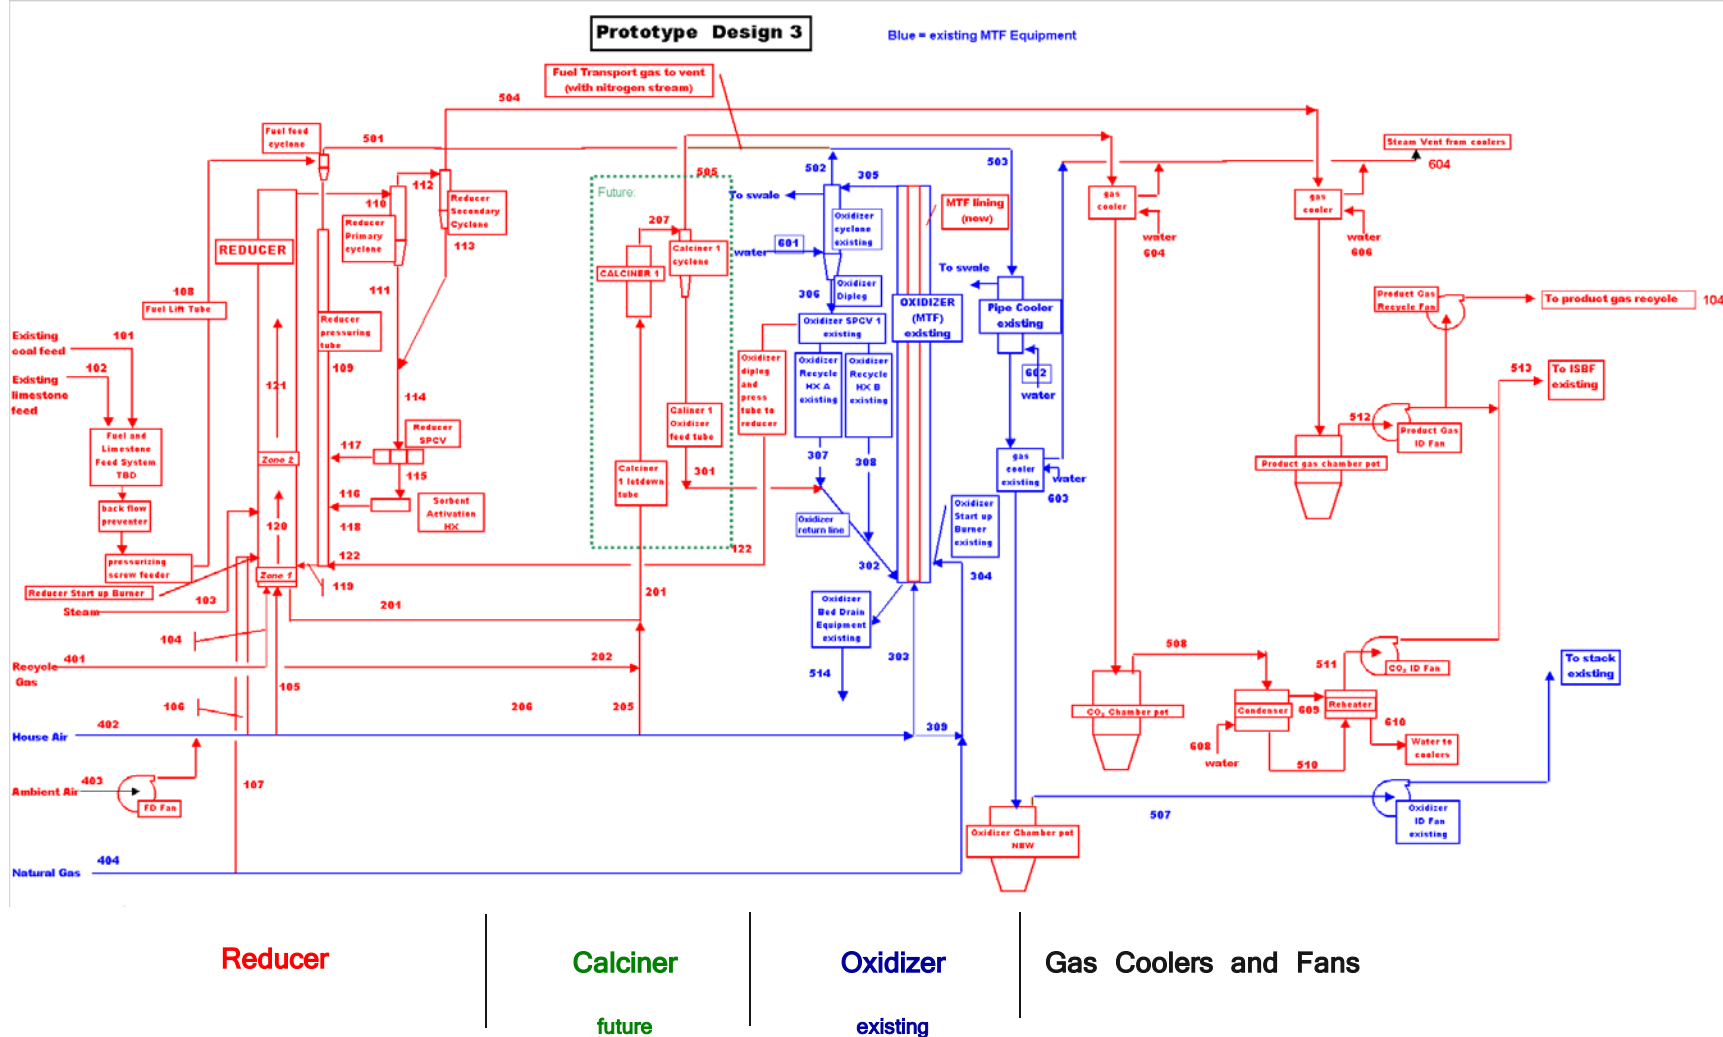 Prototype Design 3
Blue = existing MTF Equipment
Fuel Transport gas to vent
(with nitrogen stream)
504
Fuel feed
cyclone
501
502
503
505
Steam Vent from coolers
604
Future:
To swale
305
110
112
Reducer
Secondary
Cyclone
113
Reducer
Primary
cyclone
REDUCER
207
Calciner 1
cyclone
CALCINER 1
Oxidizer
cyclone
existing
MTF lining
(new)
water
601
gas
cooler
water
604
gas
cooler
water
606
To swale
108
Fuel Lift Tube
111
306
Oxidizer
Dipleg
OXIDIZER
(MTF)
existing
Pipe Cooler
existing
Product Gas
Recycle Fan
To product gas recycle
104
Reducer
pressuring
tube
109
Oxidizer SPCV 1
existing
Existing
coal feed
101
102
Existing
limestone
feed
121
114
Oxidizer
dipleg
and
press
tube to
reducer
Oxidizer
Recycle
HX A
existing
Oxidizer
Recycle
HX B
existing
602
water
513
To ISBF
existing
Caliner 1
Oxidizer
feed tube
512
Product Gas
ID Fan
Fuel and
Limestone
Feed System
TBD
Reducer
SPCV
117
Zone 2
115
307
308
gas
cooler
existing
water
603
Product gas chamber pot
301
Calciner
1 letdown
tube
back flow
preventer
116
118
Sorbent
Activation
HX
120
Oxidizer
return line
Oxidizer
Start up
Burner
existing
122
122
pressurizing
screw feeder
Zone 1
119
302
304
Reducer Start up Burner
103
Steam
201
201
Oxidizer
Bed Drain
Equipment
existing
104
Recycle
Gas
401
202
303
514
508
511
CO2 ID Fan
To stack
existing
105
106
206
205
402
House Air
309
CO2 Chamber pot
Condenser
609
Reheater
610
608
water
510
Water to
coolers
403
Ambient Air
FD Fan
107
507
Oxidizer
ID Fan
existing
Oxidizer Chamber pot
NEW
404
Natural Gas
Reducer
Calciner
Oxidizer
Gas Coolers and Fans
future
existing